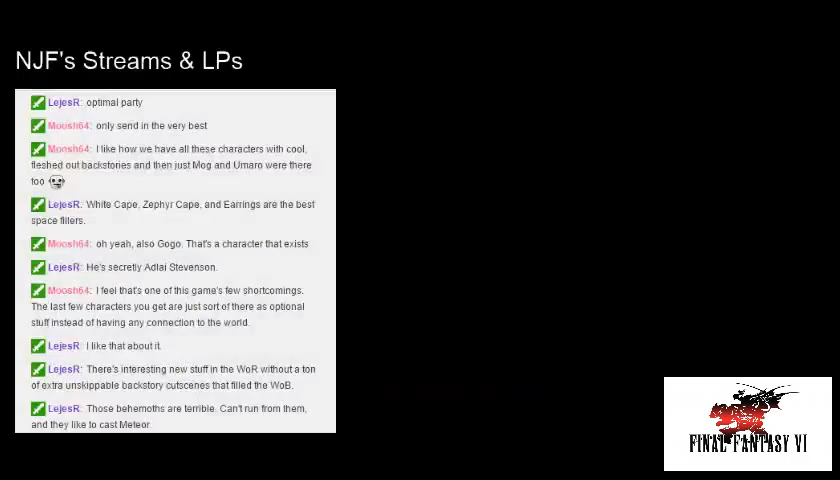 NJF's Streams & LPs
LejesR: optimal party
Moosh64: only send in the very best
Moosh64: I like how we have all these characters with cool,
fleshed out backstories and then just Mog and Umaro were there
too
LejesR: White Cape, Zephyr Cape, and Earrings are the best
space fillers.
Moosh64: oh yeah, also Gogo. That's a character that exists
LejesR: He's secretly Adlai Stevenson.
Moosh64: I feel that's one of this game's few shortcomings.
The last few characters you get are just sort of there as optional
stuff instead of having any connection to the world.
LejesR: I like that about it.
LejesR: There's interesting new stuff in the WoR without a ton
of extra unskippable backstory cutscenes that filled the WoB.
LejesR: Those behemoths are terrible. Can't run from them,
and they like to cast Meteor.
FINAL FANTASY VI